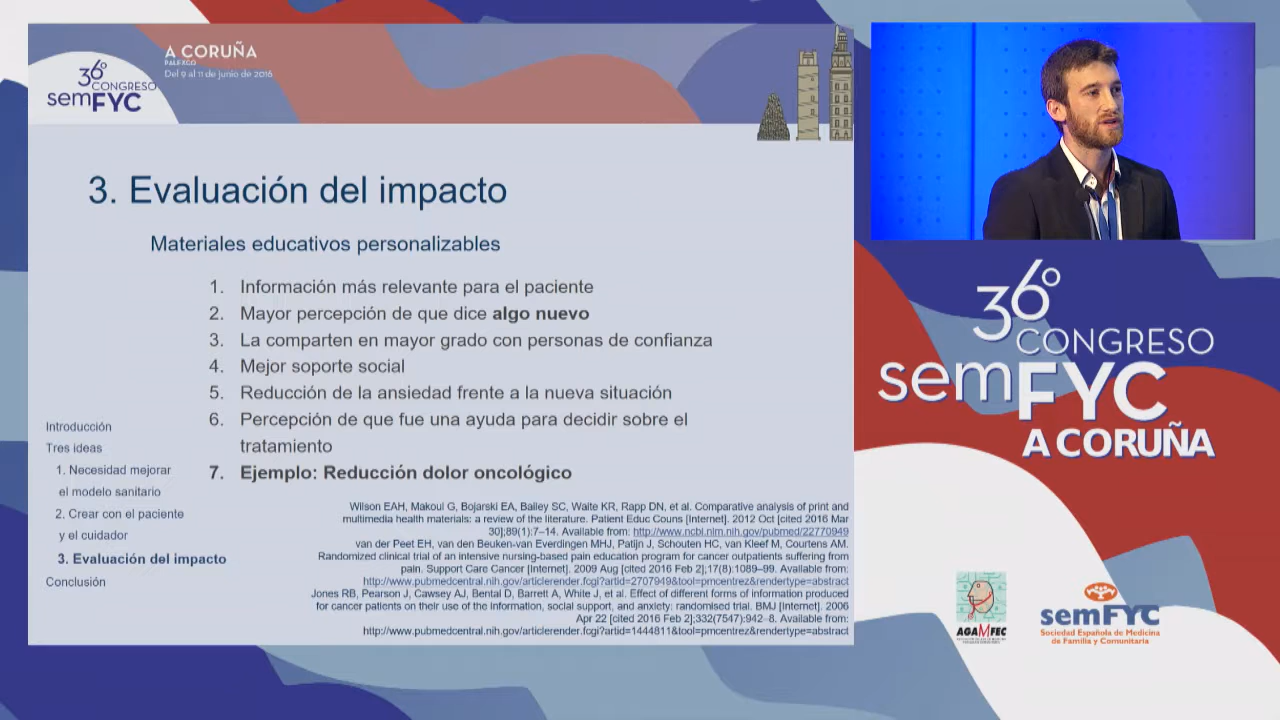 36º
CONGRESO
semFYC
A CORUÑA
PALEXCO
Del 9 al 11 de junio de 2016
3. Evaluación del impacto
Materiales educativos personalizables
1. Información más relevante para el paciente
2. Mayor percepción de que dice algo nuevo
3. La comparten en mayor grado con personas de confianza
4. Mejor soporte social
5. Reducción de la ansiedad frente a la nueva situación
6. Percepción de que fue una ayuda para decidir sobre el
tratamiento
7. Ejemplo: Reducción dolor oncológico
Introducción
Tres ideas
1. Necesidad mejorar
el modelo sanitario
2. Crear con el paciente
y el cuidador
3. Evaluación del impacto
Conclusión
Wilson EAH, Makoul G, Bojarski EA, Bailey SC, Waite KR, Rapp DN, et al. Comparative analysis of print and
multimedia health materials: a review of the literature. Patient Educ Couns [Internet]. 2012 Oct [cited 2016 Mar
30];89(1):7–14. Available from: http://www.ncbi.nlm.nih.gov/pubmed/22770949
van der Peet EH, van den Beuken-van Everdingen MHJ, Patijn J, Schouten HC, van Kleef M, Courtens AM.
Randomized clinical trial of an intensive nursing-based pain education program for cancer outpatients suffering from
pain. Support Care Cancer [Internet]. 2009 Aug [cited 2016 Feb 2];17(8):1089–99. Available from:
http://www.pubmedcentral.nih.gov/articlerender.fcgi?artid=2707949&tool=pmcentrez&rendertype=abstract
Jones RB, Pearson J, Cawsey AJ, Bental D, Barrett A, White J, et al. Effect of different forms of information produced
for cancer patients on their use of the information, social support, and anxiety: randomised trial. BMJ [Internet]. 2006
Apr 22 [cited 2016 Feb 2];332(7547):942–8. Available from:
http://www.pubmedcentral.nih.gov/articlerender.fcgi?artid=1444811&tool=pmcentrez&rendertype=abstract
36º
CONGRESO
semFYC
A CORUÑA
AGAMFEC
semFYC
Sociedad Española de Medicina
de Familia y Comunitaria